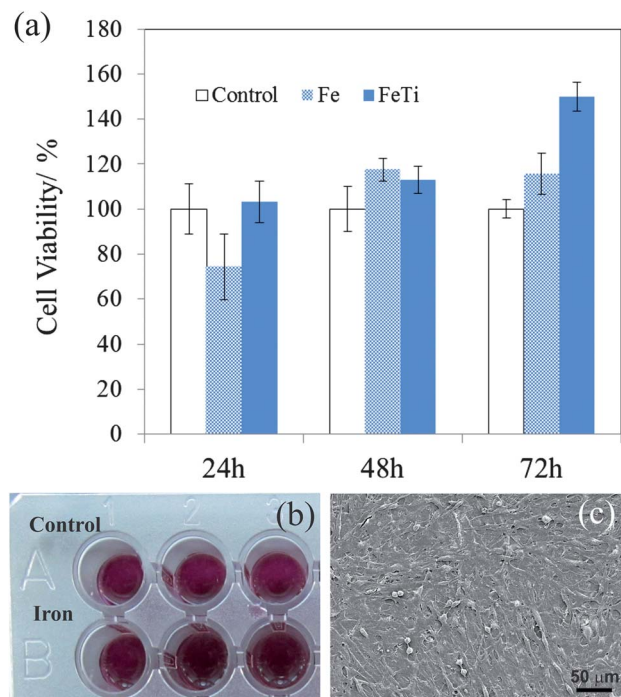 (a)
180
160
140
120
100
80
60
40
20
0
Cell Viability/ %
Control Fe FeTi
24h 48h 72h
(b)
Control
1 2 3
A
Iron
B
(c)
50 µm